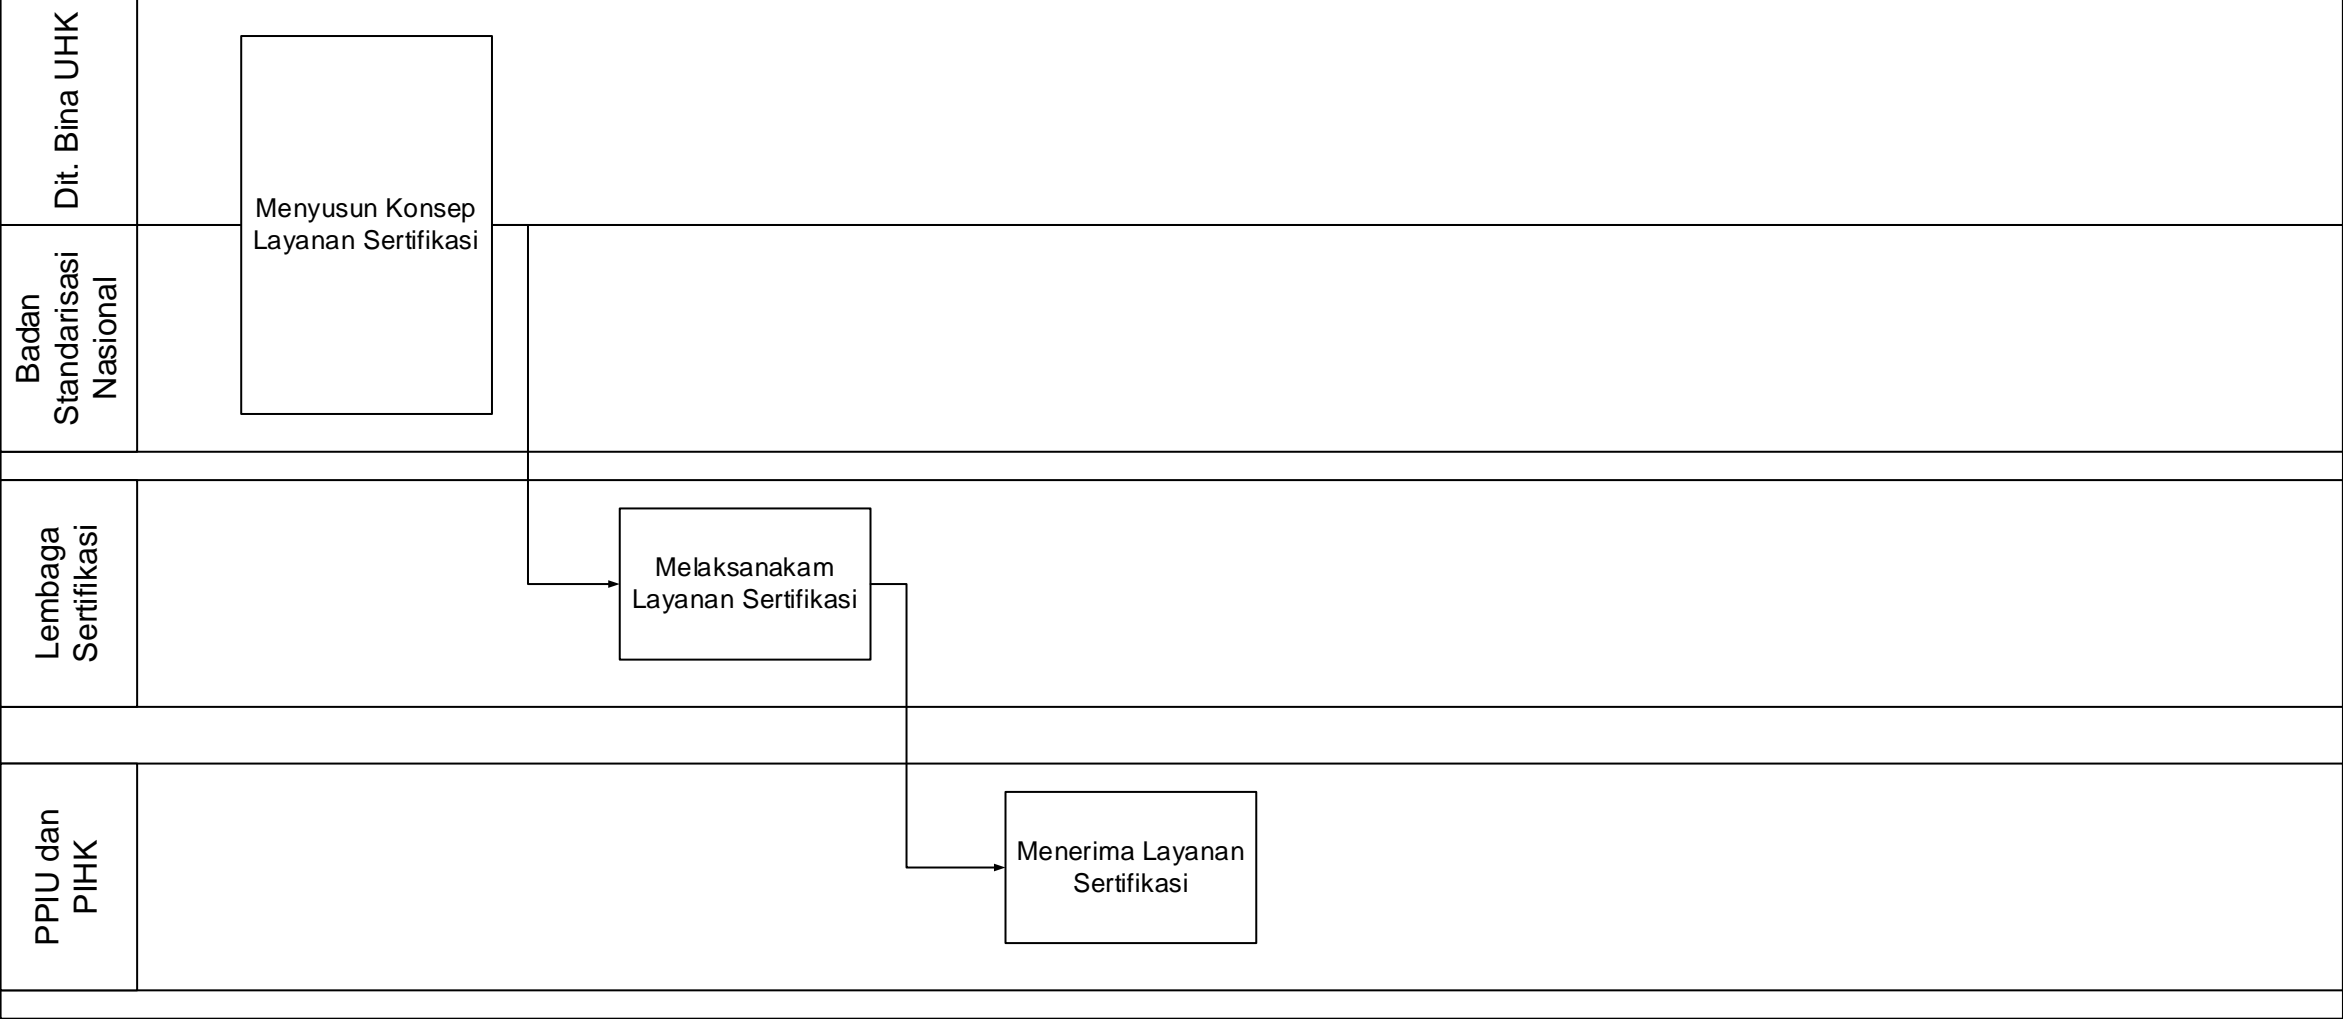 Dit. Bina UHK
Menyusun Konsep
Layanan Sertifikasi
Badan
Standarisasi
Nasional
Lembaga
Sertifikasi
Melaksanakam
Layanan Sertifikasi
PPIU dan
PIHK
Menerima Layanan
Sertifikasi